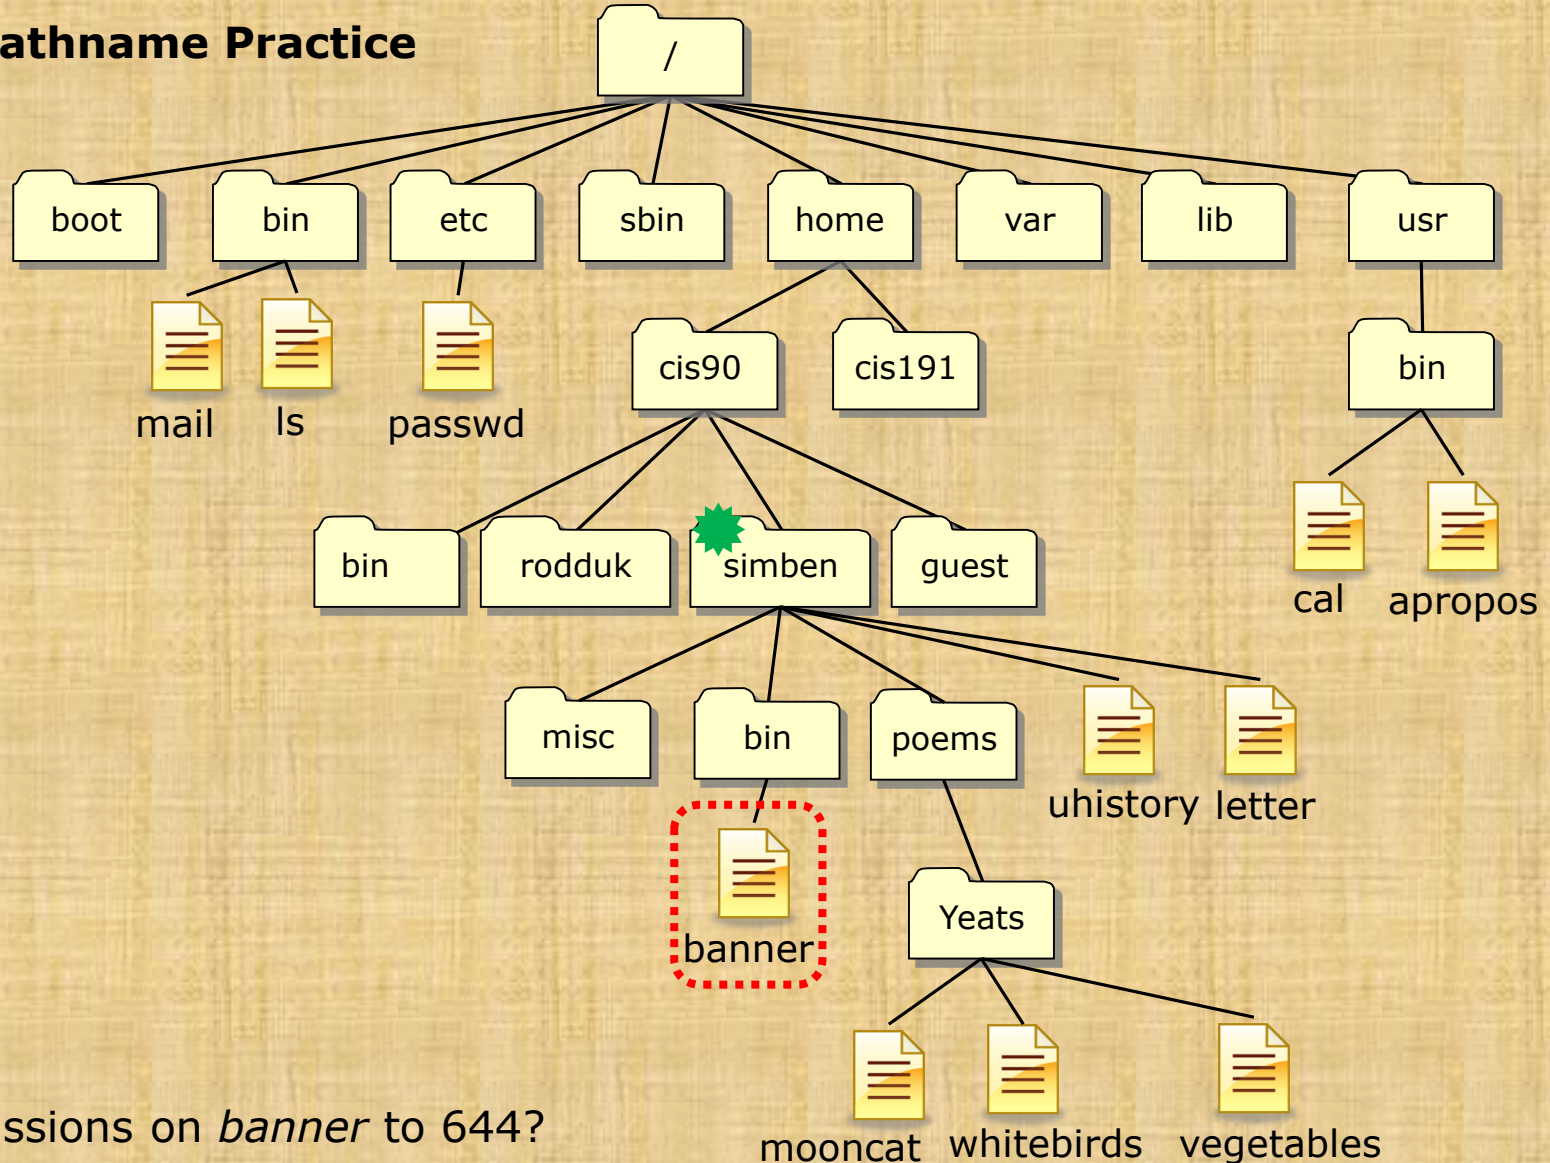 athname Practice
/
boot bin etc sbin home var lib usr
mail ls passwd cis90 cis191 bin
bin rodduk simben guest cal apropos
misc bin poems uhistory letter
banner Yeats
mooncat whitebirds vegetables
ssions on banner to 644?